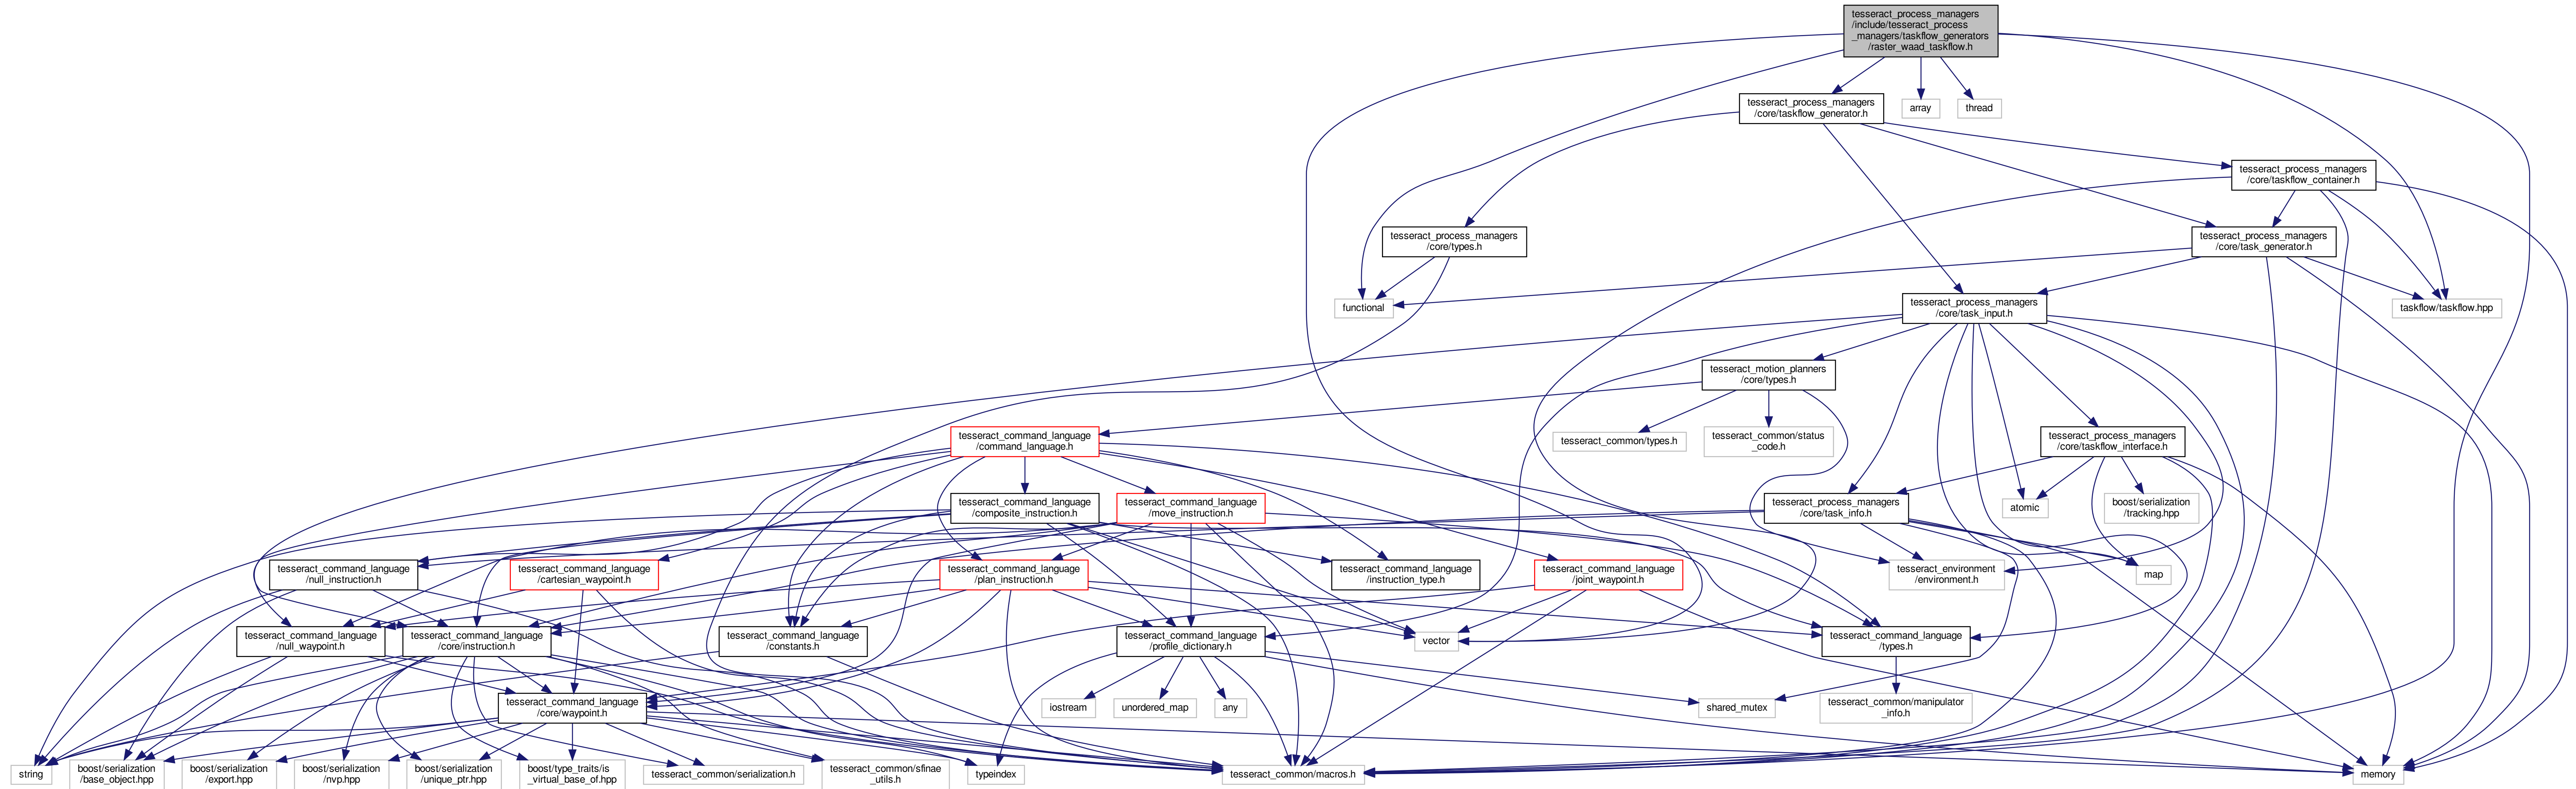 tesseract_process_managers
/include/tesseract_process
_managers/taskflow_generators
/raster_waad_taskflow.h
tesseract_process_managers
/core/taskflow_generator.h
array
thread
tesseract_process_managers
/core/taskflow_container.h
tesseract_process_managers
/core/types.h
tesseract_process_managers
/core/task_generator.h
functional
tesseract_process_managers
/core/task_input.h
taskflow/taskflow.hpp
tesseract_motion_planners
/core/types.h
tesseract_command_language
/command_language.h
tesseract_common/types.h
tesseract_common/status
_code.h
tesseract_process_managers
/core/taskflow_interface.h
tesseract_command_language
/composite_instruction.h
tesseract_command_language
/move_instruction.h
tesseract_process_managers
/core/task_info.h
atomic
boost/serialization
/tracking.hpp
tesseract_command_language
/null_instruction.h
tesseract_command_language
/cartesian_waypoint.h
tesseract_command_language
/plan_instruction.h
tesseract_command_language
/instruction_type.h
tesseract_command_language
/joint_waypoint.h
tesseract_environment
/environment.h
map
tesseract_command_language
/null_waypoint.h
tesseract_command_language
/core/instruction.h
tesseract_command_language
/constants.h
tesseract_command_language
/profile_dictionary.h
vector
tesseract_command_language
/types.h
tesseract_command_language
/core/waypoint.h
iostream
unordered_map
any
shared_mutex
tesseract_common/manipulator
_info.h
string
boost/serialization
/base_object.hpp
boost/serialization
/export.hpp
boost/serialization
/nvp.hpp
boost/serialization
/unique_ptr.hpp
boost/type_traits/is
_virtual_base_of.hpp
tesseract_common/serialization.h
tesseract_common/sfinae
_utils.h
typeindex
tesseract_common/macros.h
memory